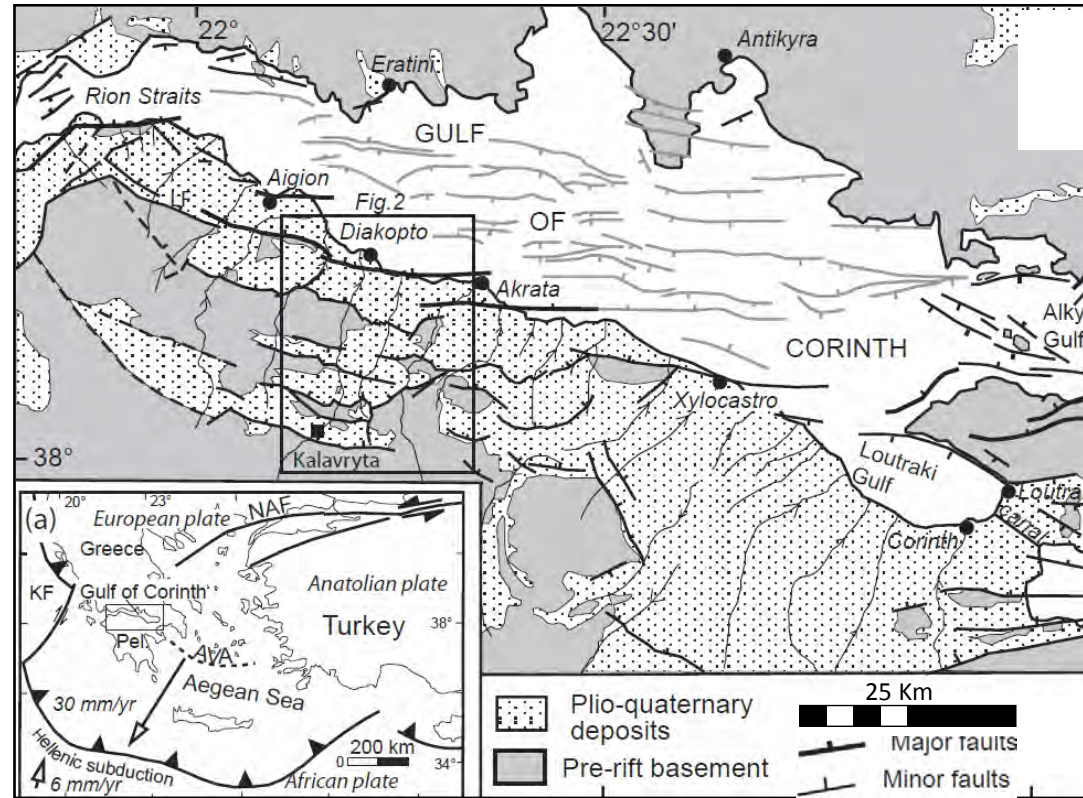 22°
22°30'
Antikyra
Eratini
Rion Straits
GULF
Aigion
LF
Fig.2
Diakopto
OF
Akrata
Alky
Gulf
CORINTH
Xylocastro
38°
Kalavryta
Loutraki
Gulf
Loutra
Corinth
(a)
20°
23°
NAF
European plate
Greece
KF
Gulf of Corinth
Anatolian plate
Turkey
38°
Pel.
AVA
Aegean Sea
30 mm/yr
200 km
0
34°
Hellenic subduction
6 mm/yr
African plate
Plio-quaternary
deposits
Pre-rift basement
25 Km
Major faults
Minor faults